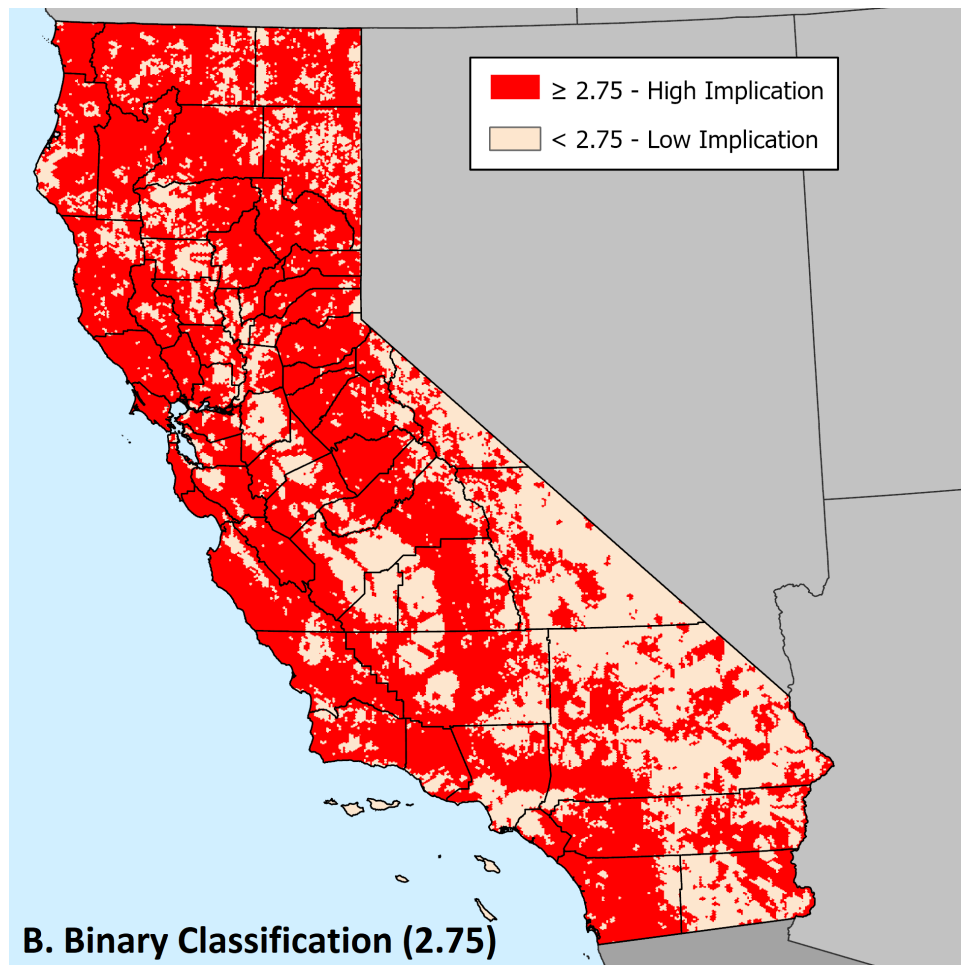 ≥ 2.75 - High Implication
< 2.75 - Low Implication
B. Binary Classification (2.75)